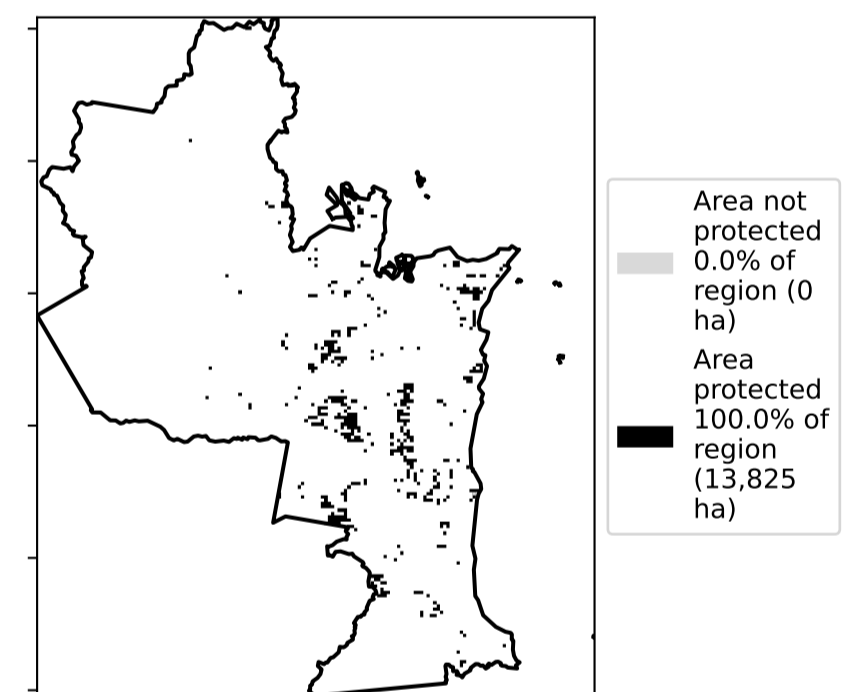 Area not
protected
0.0% of
region (0
ha)
Area
protected
100.0% of
region
(13,825
ha)